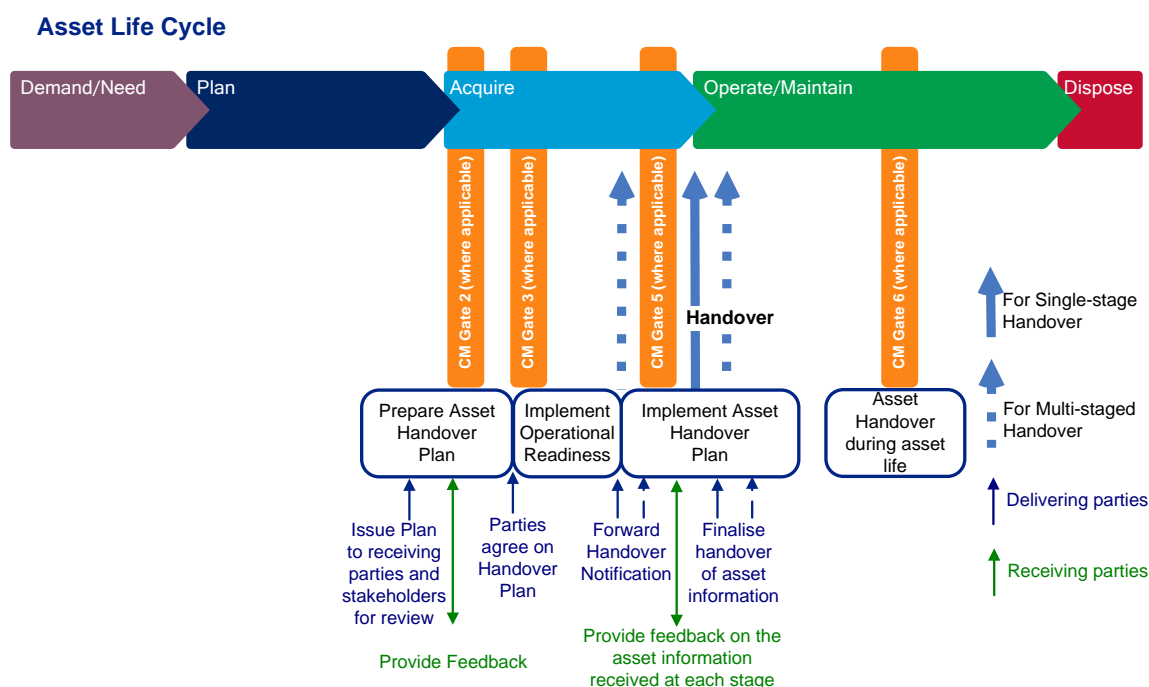 Asset Life Cycle
Demand/Need
Plan
Acquire
Operate/Maintain
Dispose
CM Gate 2 (where applicable)
CM Gate 3 (where applicable)
CM Gate 5 (where applicable)
CM Gate 6 (where applicable)
Handover
For Single-stage
Handover
For Multi-staged
Handover
Delivering parties
Receiving parties
Prepare Asset
Handover
Plan
Implement
Operational
Readiness
Implement Asset
Handover
Plan
Asset
Handover
during asset
life
Issue Plan
to receiving
parties and
stakeholders
for review
Parties
agree on
Handover
Plan
Forward
Handover
Notification
Finalise
handover
of asset
information
Provide Feedback
Provide feedback on the
asset information
received at each stage